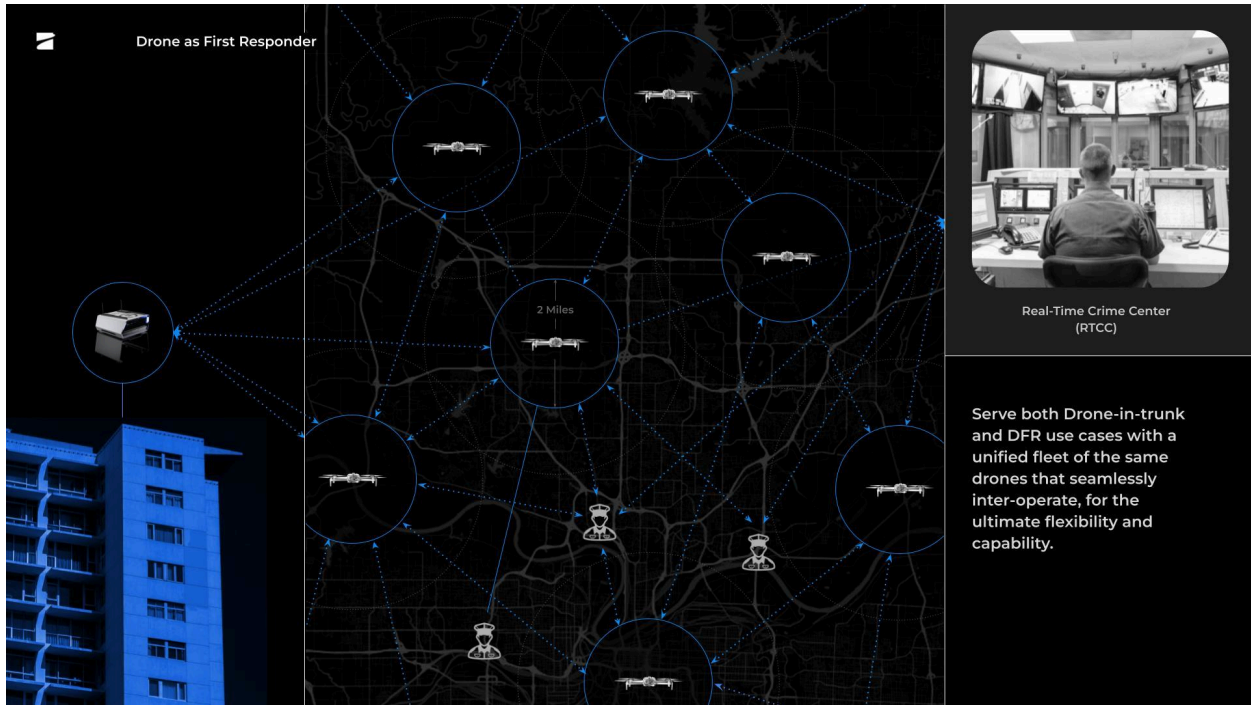 Drone as First Responder
2 Miles
Real-Time Crime Center
(RTCC)
Serve both Drone-in-trunk
and DFR use cases with a
unified fleet of the same
drones that seamlessly
inter-operate, for the
ultimate flexibility and
capability.